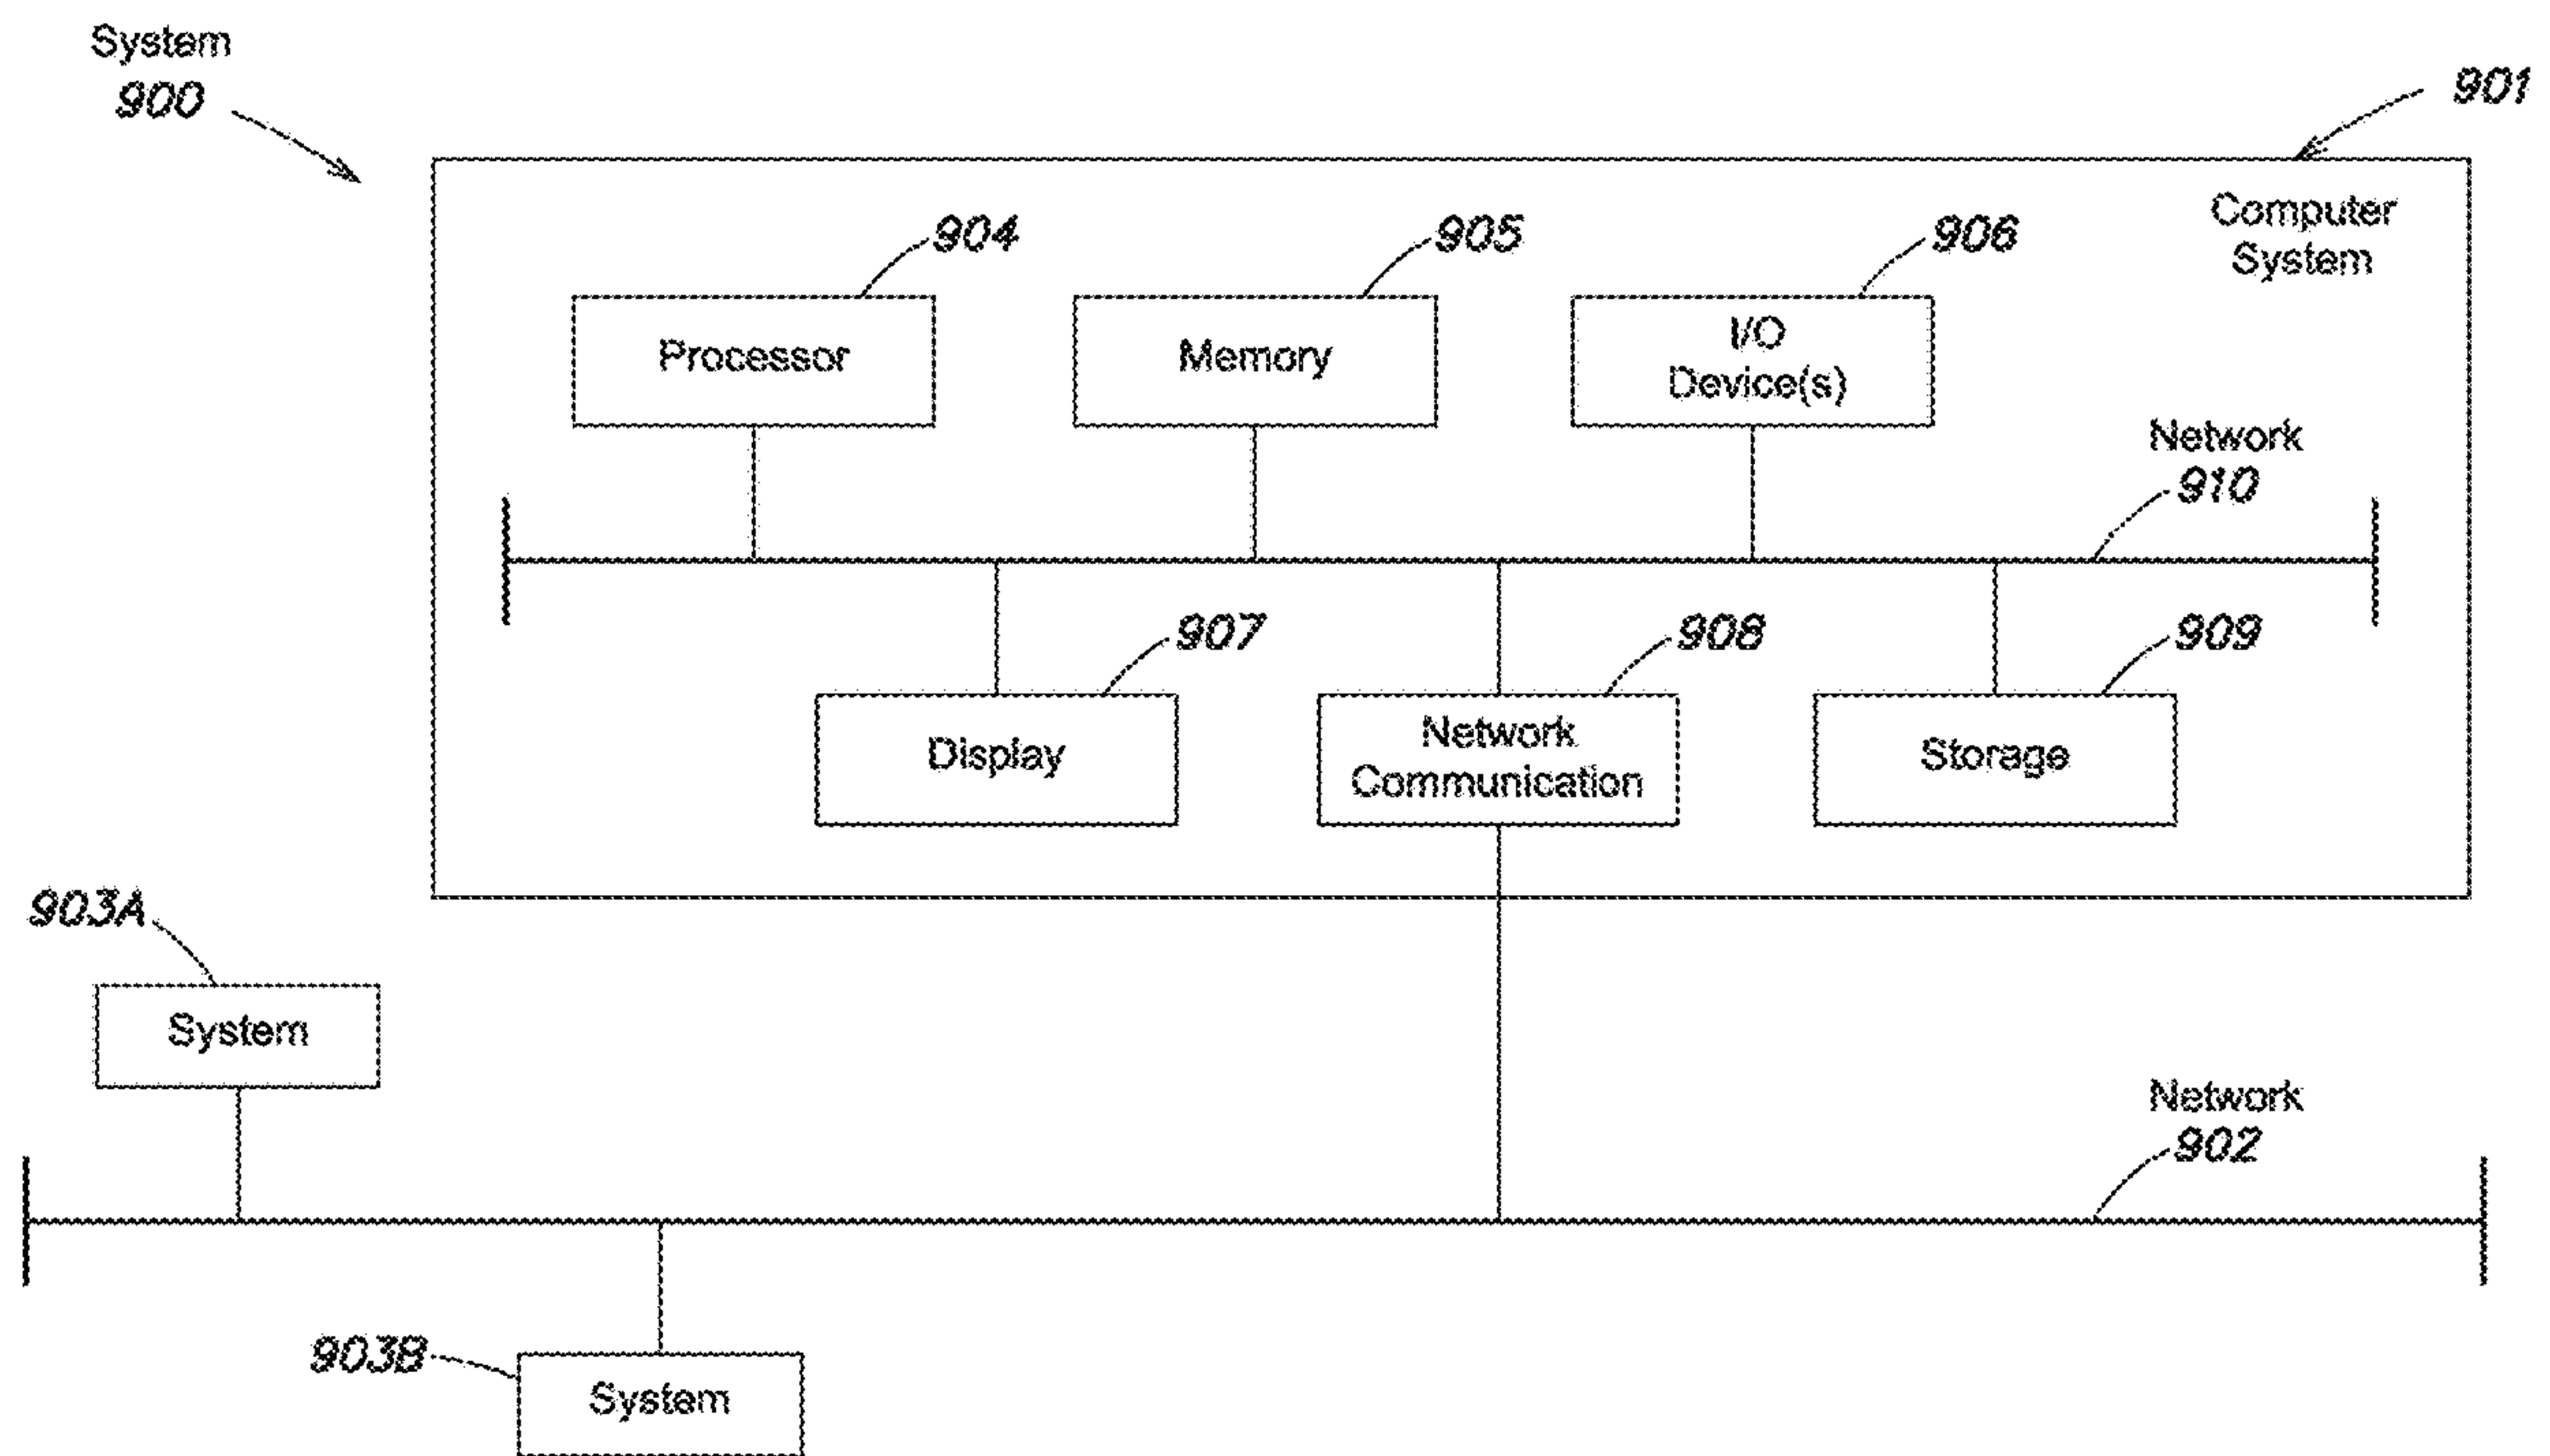 System
900
901
Computer
System
904
905
906
Processor
Memory
I/O
Device(s)
Network
910
907
908
909
Display
Network
Communication
Storage
903A
System
Network
902
903B
System